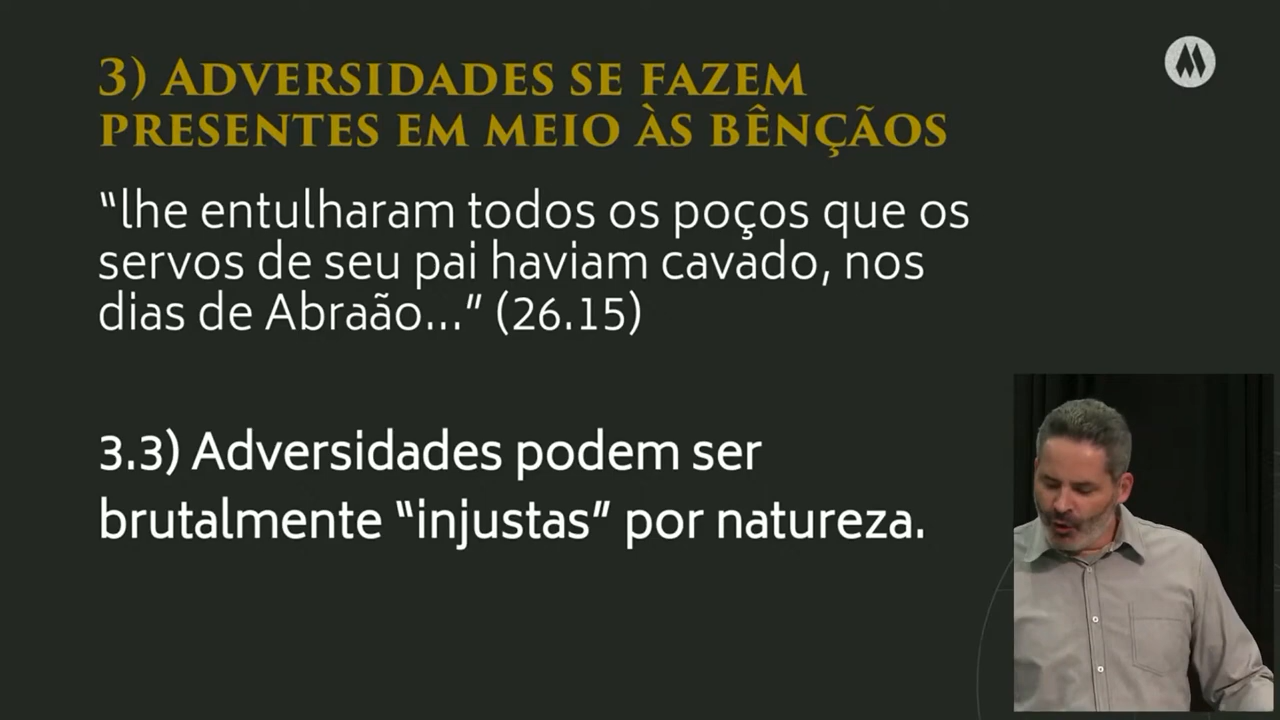 3) ADVERSIDADES SE FAZEM
PRESENTES EM MEIO ÀS BÊNÇÃOS
“lhe entulharam todos os poços que os
servos de seu pai haviam cavado, nos
dias de Abraão...” (26.15)
3.3) Adversidades podem ser
brutalmente “injustas” por natureza.